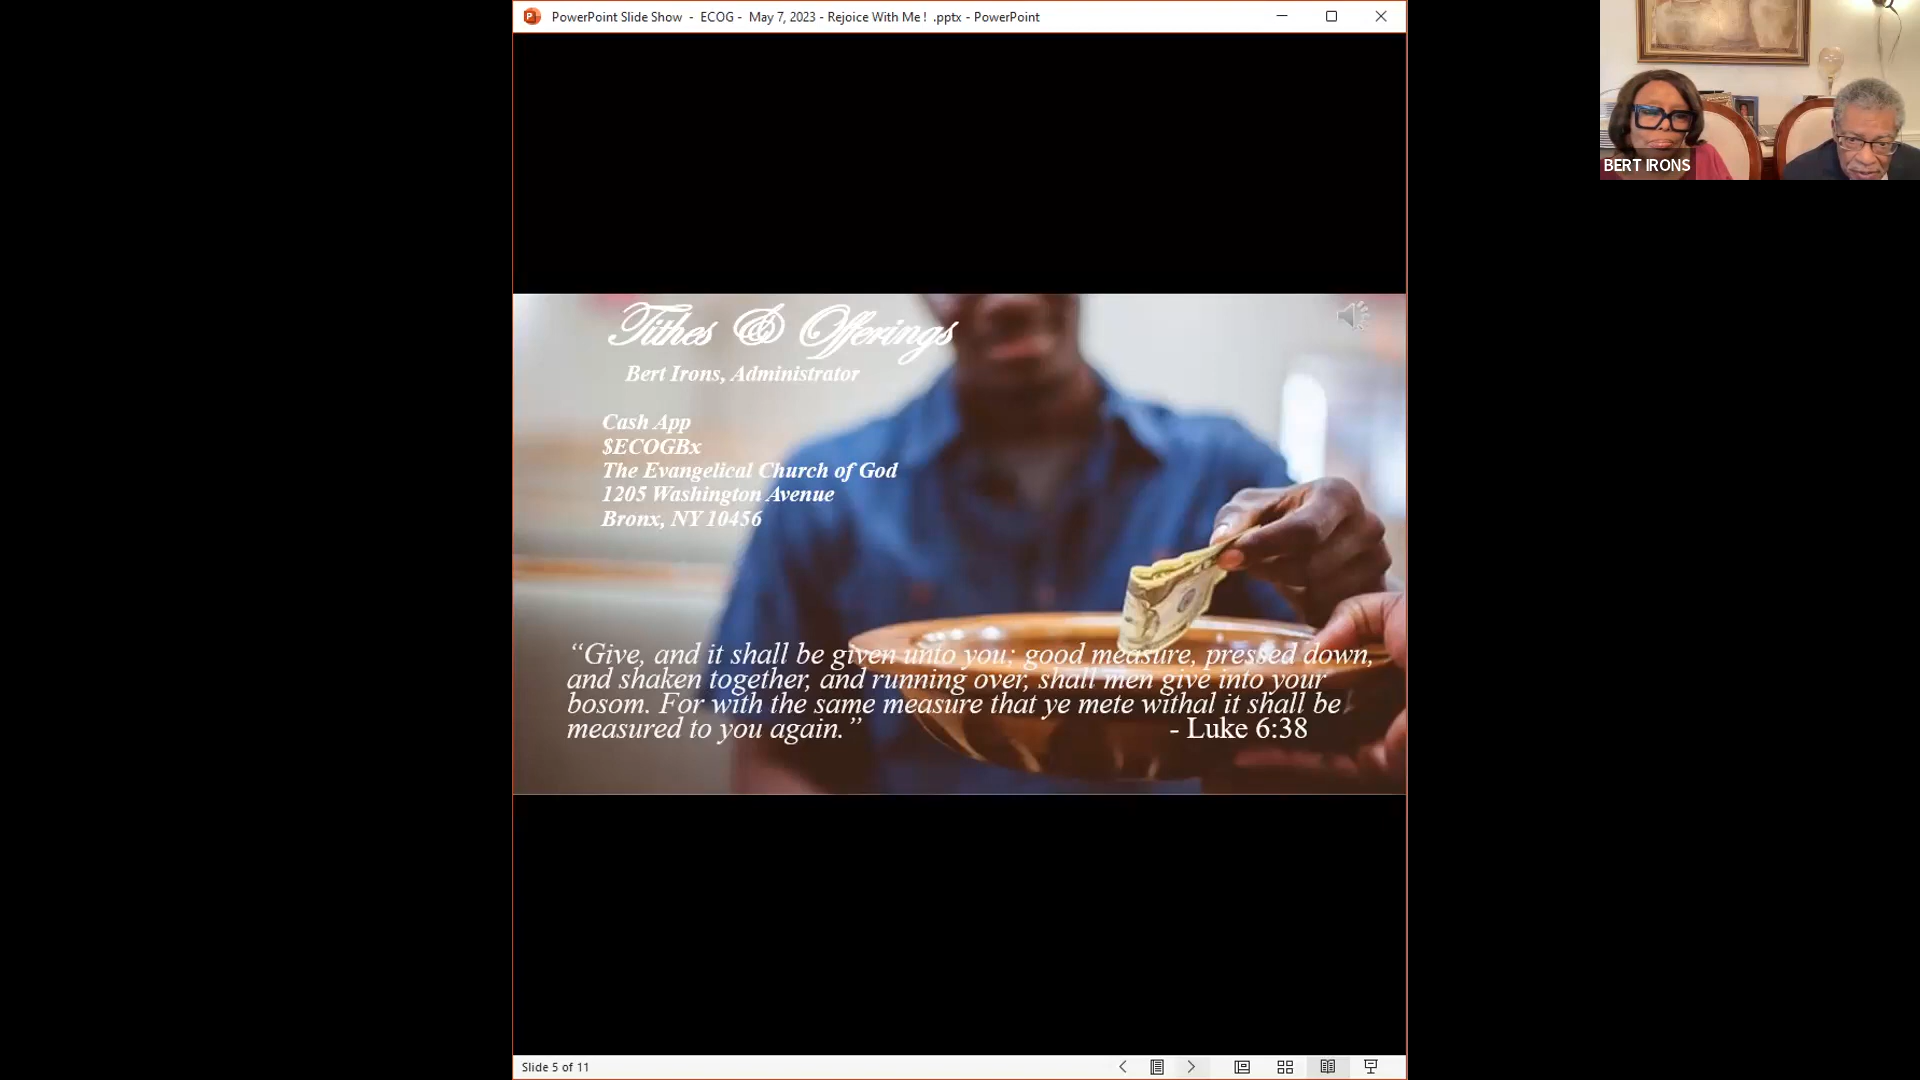 PowerPoint Slide Show - ECOG - May 7, 2023 - Rejoice With Me ! .pptx - PowerPoint
BERT IRONS
Tithes & Offerings
Bert Irons, Administrator
Cash App
$ECOGBx
The Evangelical Church of God
1205 Washington Avenue
Bronx, NY 10456
“Give, and it shall be given unto you; good measure, pressed down,
and shaken together, and running over, shall men give into your
bosom. For with the same measure that ye mete withal it shall be
measured to you again.” - Luke 6:38
Slide 5 of 11